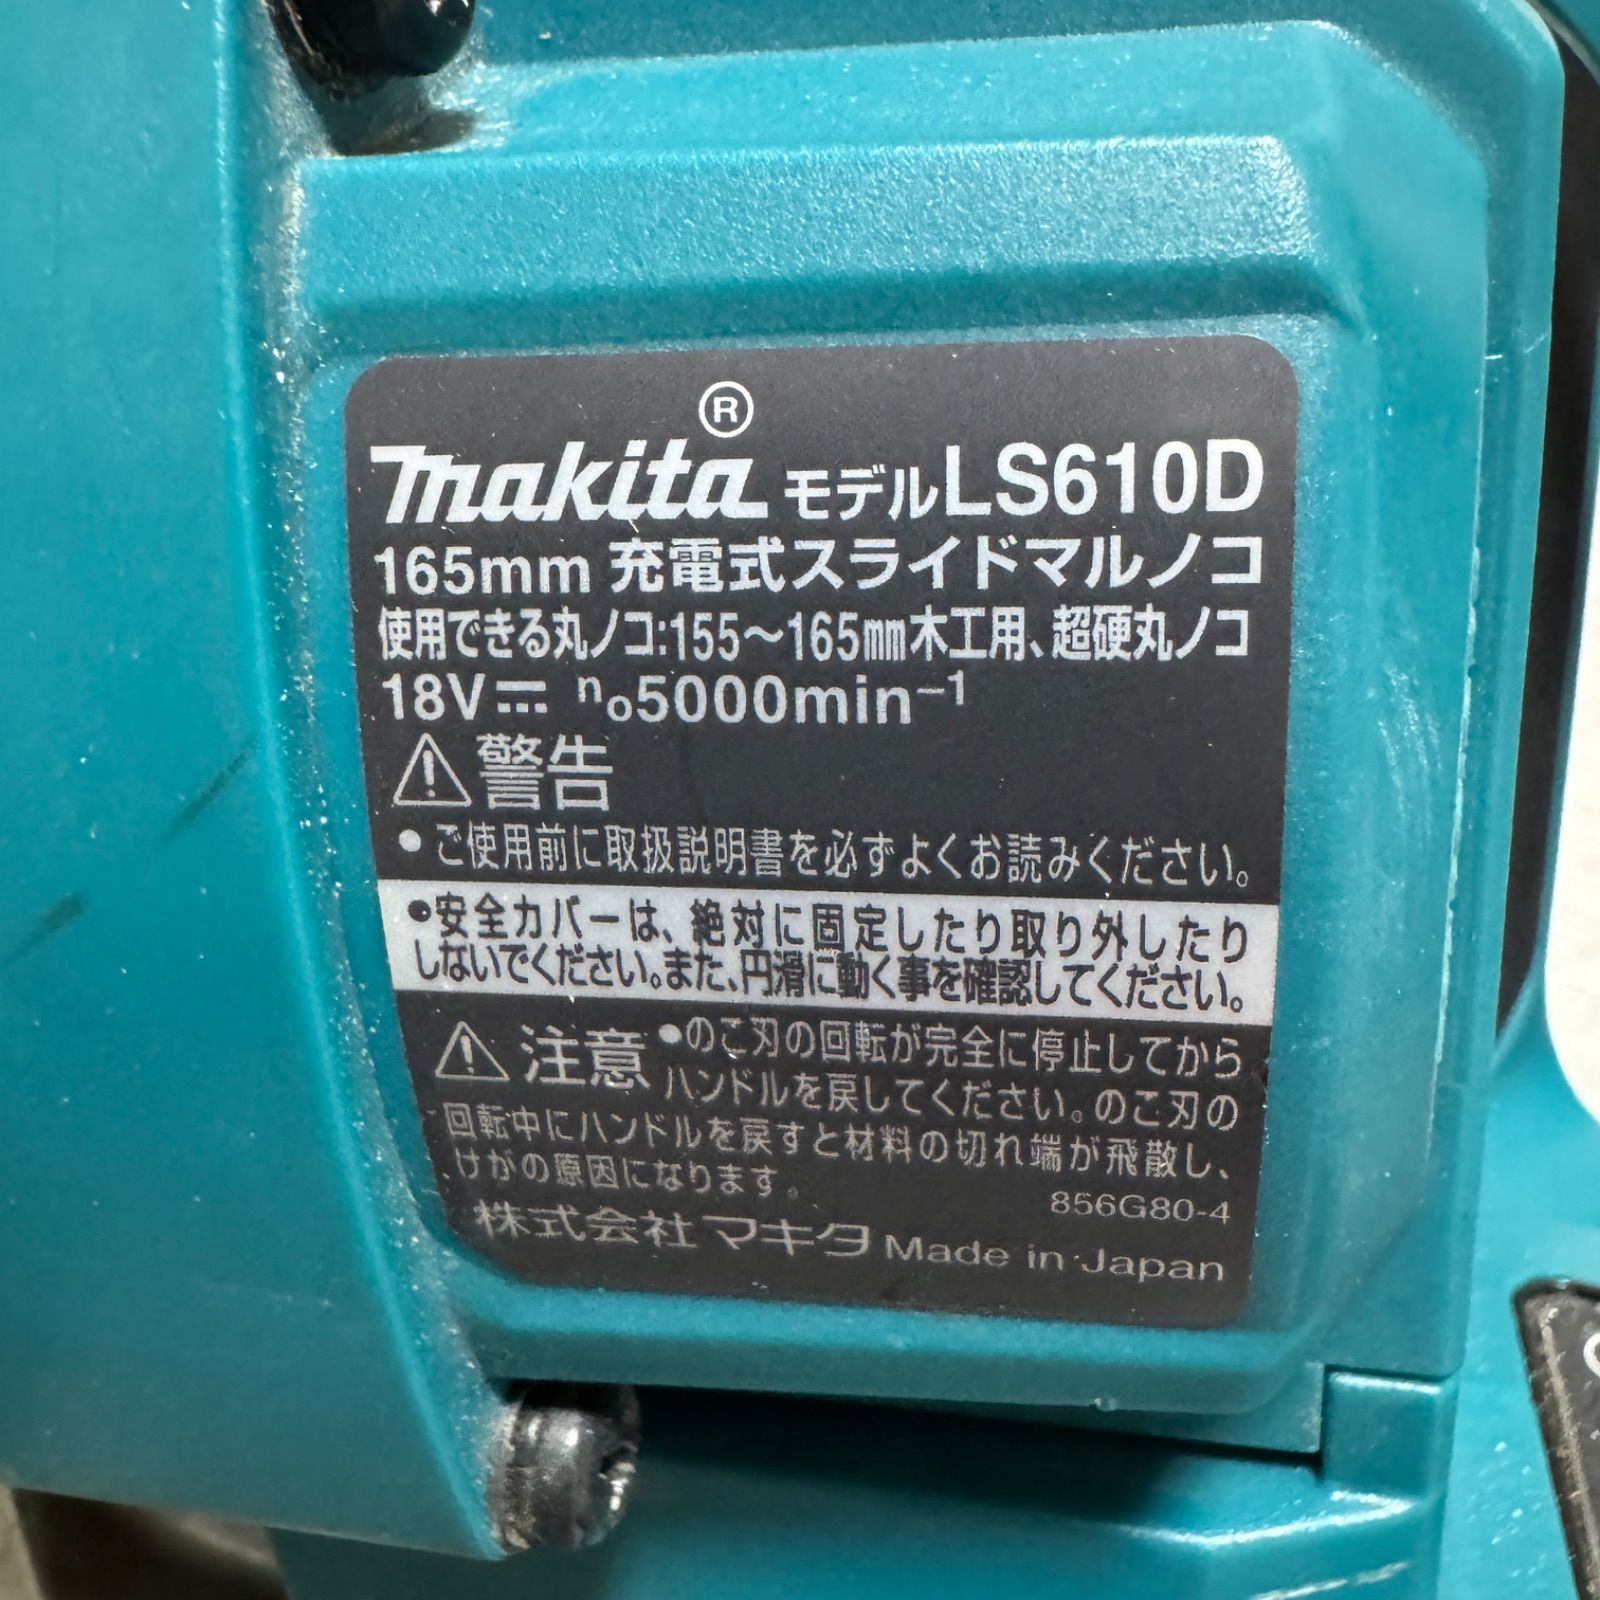 makita® モデルLS610D
165mm 充電式スライドマルノコ
使用できる丸ノコ:155～165mm木工用、超硬丸ノコ
18V⎓ n₀5000min⁻¹
⚠警告
●ご使用前に取扱説明書を必ずよくお読みください。
●安全カバーは、絶対に固定したり取り外したり
しないでください。また、円滑に動く事を確認してください。
⚠注意 ●のこ刃の回転が完全に停止してから
ハンドルを戻してください。のこ刃の
回転中にハンドルを戻すと材料の切れ端が飛散し、
けがの原因になります。
856G80-4
株式会社マキタ Made in Japan